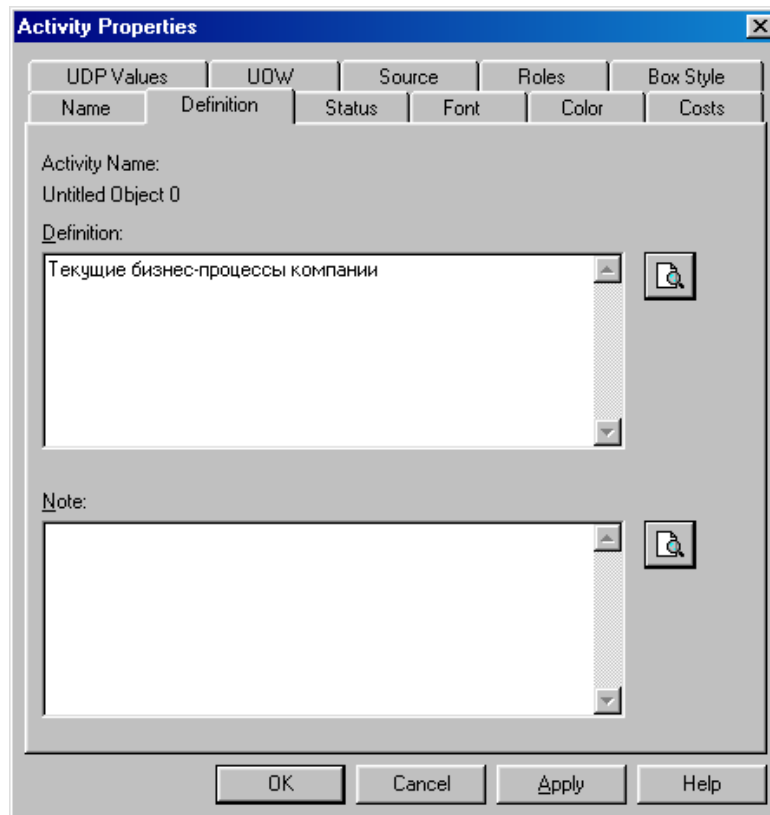 Activity Properties
UDP Values UOW Source Roles Box Style
Name Definition Status Font Color Costs
Activity Name:
Untitled Object 0
Definition:
Текущие бизнес-процессы компании
Note:
OK Cancel Apply Help